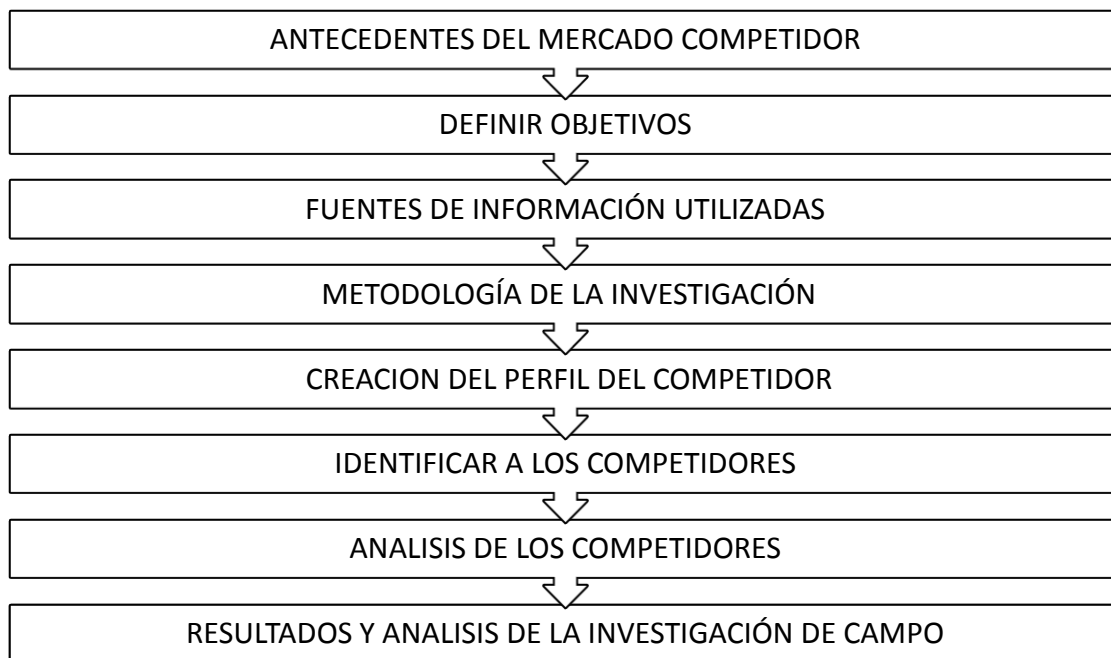 ANTECEDENTES DEL MERCADO COMPETIDOR
DEFINIR OBJETIVOS
FUENTES DE INFORMACIÓN UTILIZADAS
METODOLOGÍA DE LA INVESTIGACIÓN
CREACION DEL PERFIL DEL COMPETIDOR
IDENTIFICAR A LOS COMPETIDORES
ANALISIS DE LOS COMPETIDORES
RESULTADOS Y ANALISIS DE LA INVESTIGACIÓN DE CAMPO